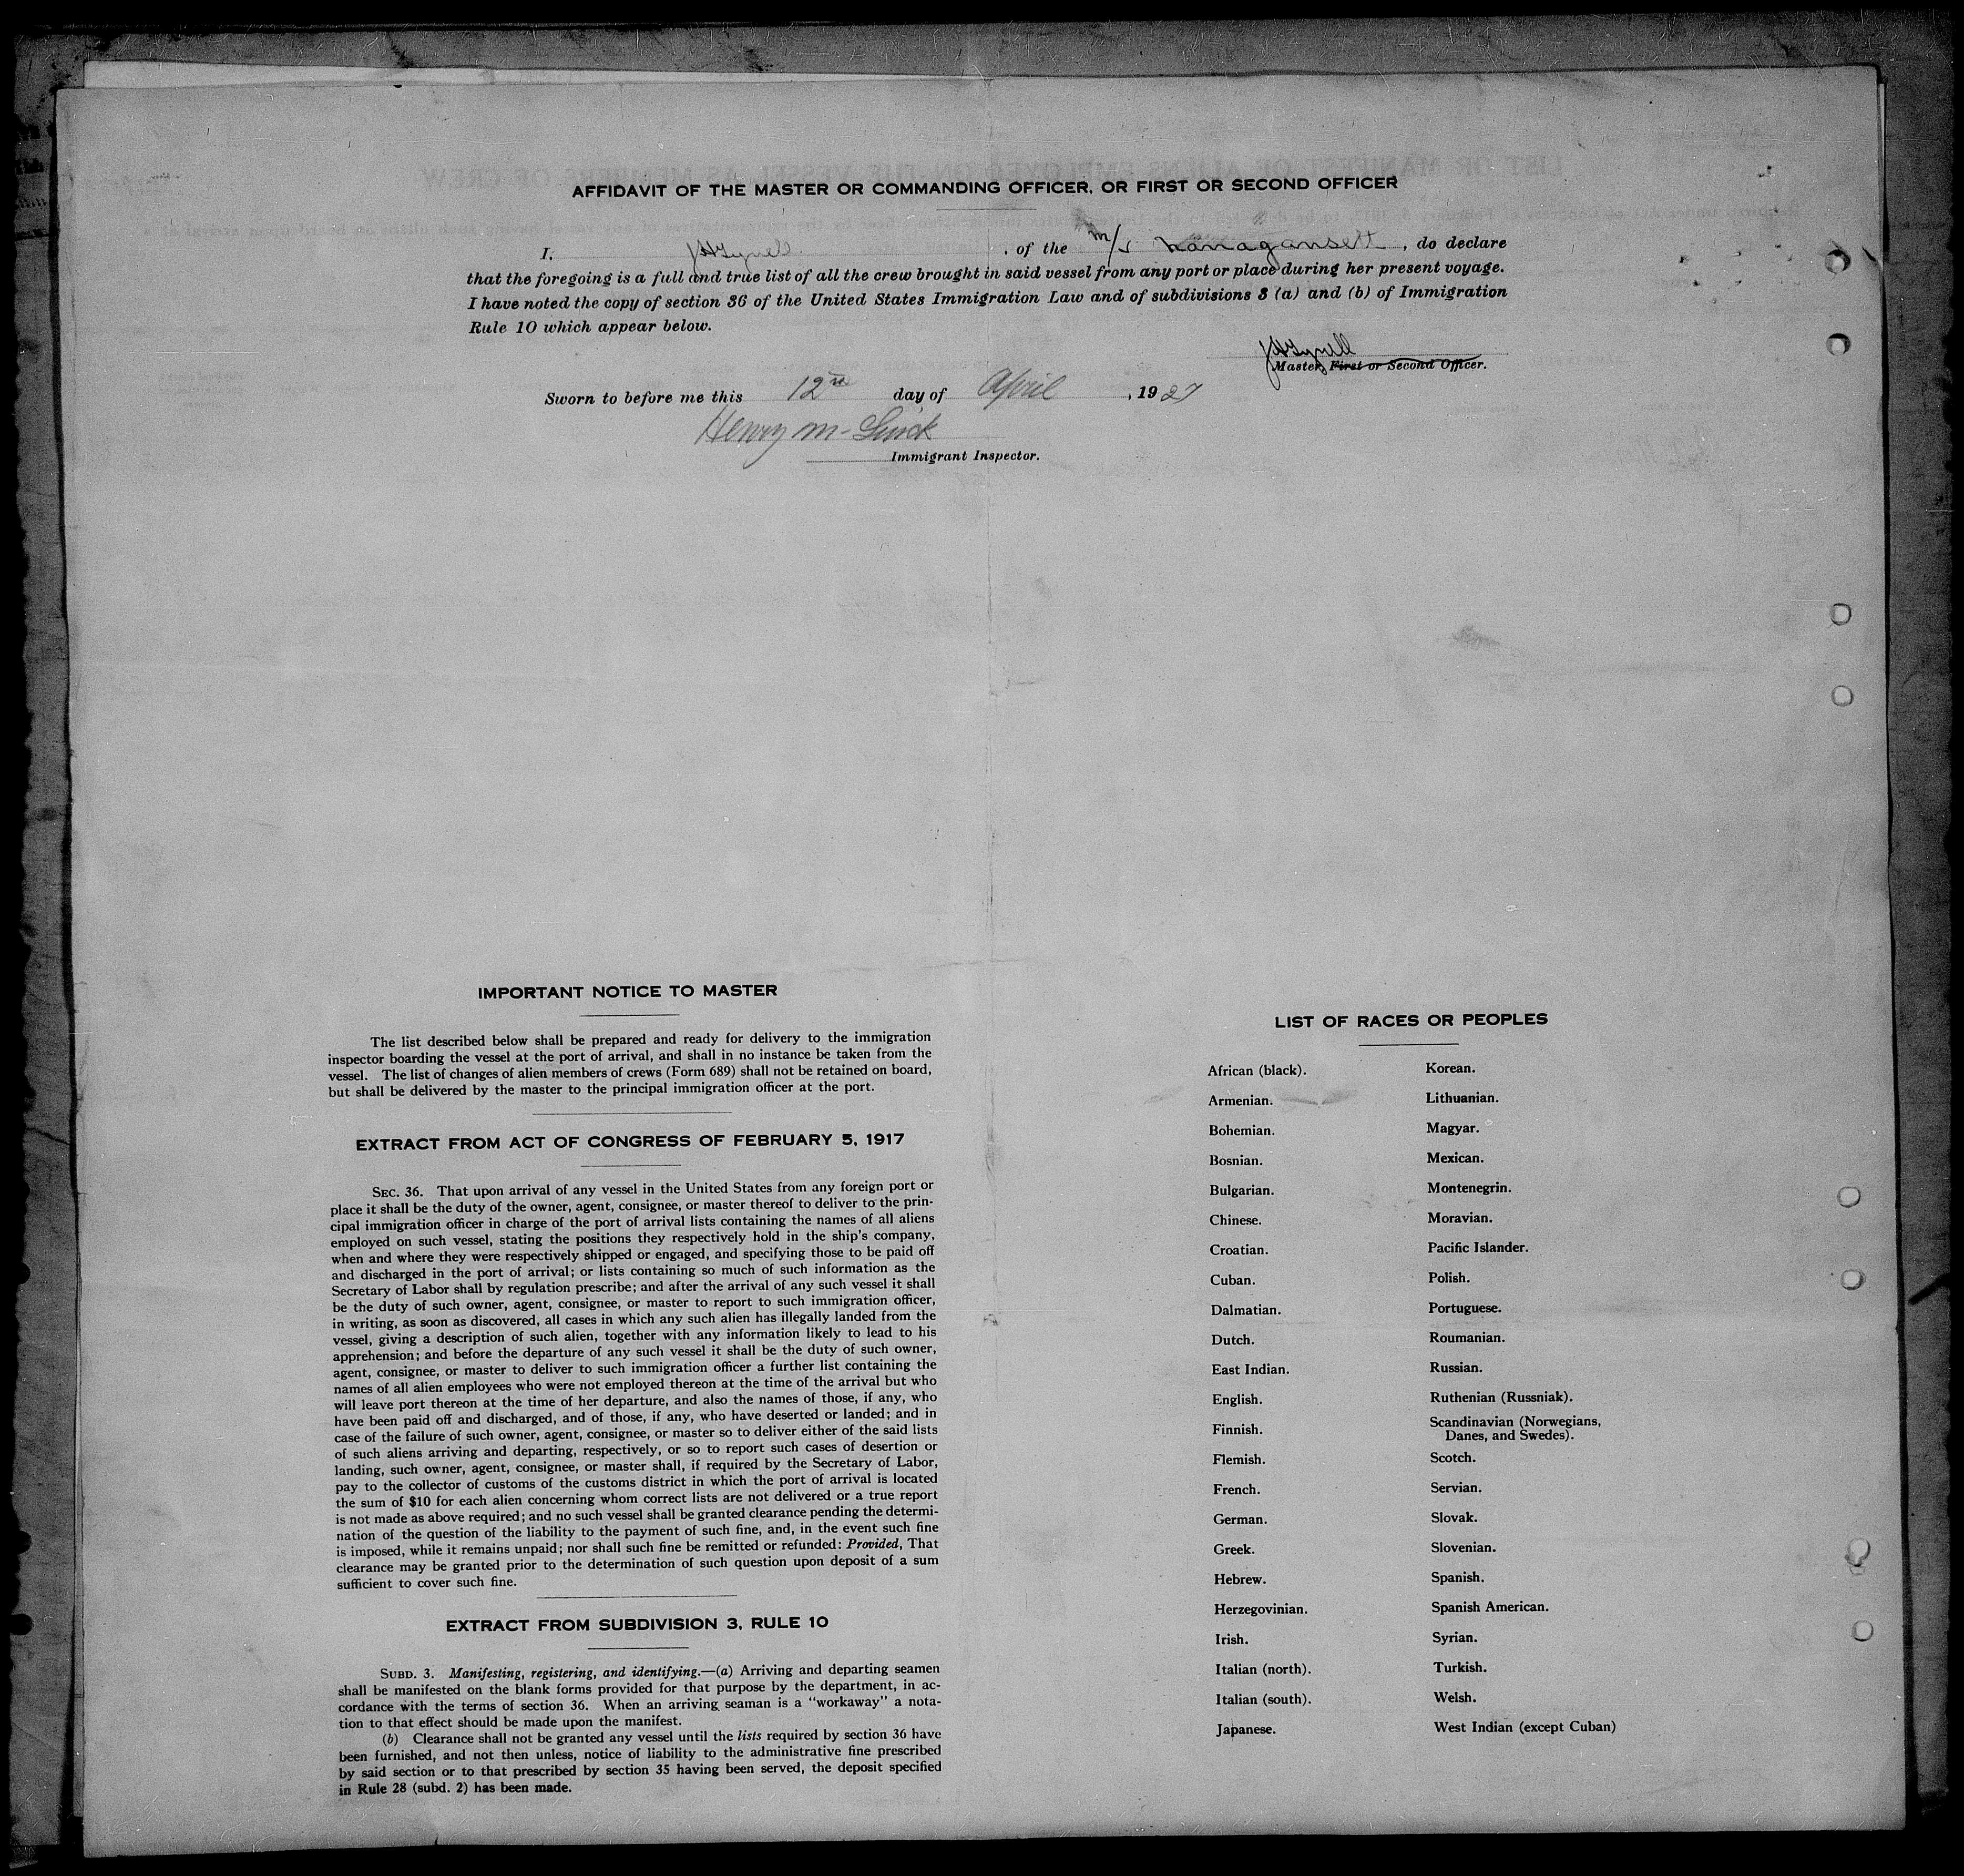 AFFIDAVIT OF THE MASTER OR COMMANDING OFFICER, OR FIRST OR SECOND OFFICER
I, of the M/S Narragansett, do declare
that the foregoing is a full and true list of all the crew brought in said vessel from any port or place during her present voyage.
I have noted the copy of section 36 of the United States Immigration Law and of subdivisions 3 (a) and (b) of Immigration
Rule 10 which appear below.
Master, First or Second Officer.
Sworn to before me this 12th day of April, 1927
Henry M.
Immigrant Inspector.
IMPORTANT NOTICE TO MASTER
The list described below shall be prepared and ready for delivery to the immigration
inspector boarding the vessel at the port of arrival, and shall in no instance be taken from the
vessel. The list of changes of alien members of crews (Form 689) shall not be retained on board,
but shall be delivered by the master to the principal immigration officer at the port.
EXTRACT FROM ACT OF CONGRESS OF FEBRUARY 5, 1917
SEC. 36. That upon arrival of any vessel in the United States from any foreign port or
place it shall be the duty of the owner, agent, consignee, or master thereof to deliver to the prin-
cipal immigration officer in charge of the port of arrival lists containing the names of all aliens
employed on such vessel, stating the positions they respectively hold in the ship's company,
when and where they were respectively shipped or engaged, and specifying those to be paid off
and discharged in the port of arrival; or lists containing so much of such information as the
Secretary of Labor shall by regulation prescribe; and after the arrival of any such vessel it shall
be the duty of such owner, agent, consignee, or master to report to such immigration officer,
in writing, as soon as discovered, all cases in which any such alien has illegally landed from the
vessel, giving a description of such alien, together with any information likely to lead to his
apprehension; and before the departure of any such vessel it shall be the duty of such owner,
agent, consignee, or master to deliver to such immigration officer a further list containing the
names of all alien employees who were not employed thereon at the time of the arrival but who
will leave port thereon at the time of her departure, and also the names of those, if any, who
have been paid off and discharged, and of those, if any, who have deserted or landed; and in
case of the failure of such owner, agent, consignee, or master so to deliver either of the said lists
of such aliens arriving and departing, respectively, or so to report such cases of desertion or
landing, such owner, agent, consignee, or master shall, if required by the Secretary of Labor,
pay to the collector of customs of the customs district in which the port of arrival is located
the sum of $10 for each alien concerning whom correct lists are not delivered or a true report
is not made as above required; and no such vessel shall be granted clearance pending the determi-
nation of the question of the liability to the payment of such fine, and, in the event such fine
is imposed, while it remains unpaid; nor shall such fine be remitted or refunded: Provided, That
clearance may be granted prior to the determination of such question upon deposit of a sum
sufficient to cover such fine.
EXTRACT FROM SUBDIVISION 3, RULE 10
SUBD. 3. Manifesting, registering, and identifying.—(a) Arriving and departing seamen
shall be manifested on the blank forms provided for that purpose by the department, in ac-
cordance with the terms of section 36. When an arriving seaman is a "workaway" a nota-
tion to that effect should be made upon the manifest.
(b) Clearance shall not be granted any vessel until the lists required by section 36 have
been furnished, and not then unless, notice of liability to the administrative fine prescribed
by said section or to that prescribed by section 35 having been served, the deposit specified
in Rule 28 (subd. 2) has been made.
LIST OF RACES OR PEOPLES
African (black).
Armenian.
Bohemian.
Bosnian.
Bulgarian.
Chinese.
Croatian.
Cuban.
Dalmatian.
Dutch.
East Indian.
English.
Finnish.
Flemish.
French.
German.
Greek.
Hebrew.
Herzegovinian.
Irish.
Italian (north).
Italian (south).
Japanese.
Korean.
Lithuanian.
Magyar.
Mexican.
Montenegrin.
Moravian.
Pacific Islander.
Polish.
Portuguese.
Roumanian.
Russian.
Ruthenian (Russniak).
Scandinavian (Norwegians,
Danes, and Swedes).
Scotch.
Servian.
Slovak.
Slovenian.
Spanish.
Spanish American.
Syrian.
Turkish.
Welsh.
West Indian (except Cuban)